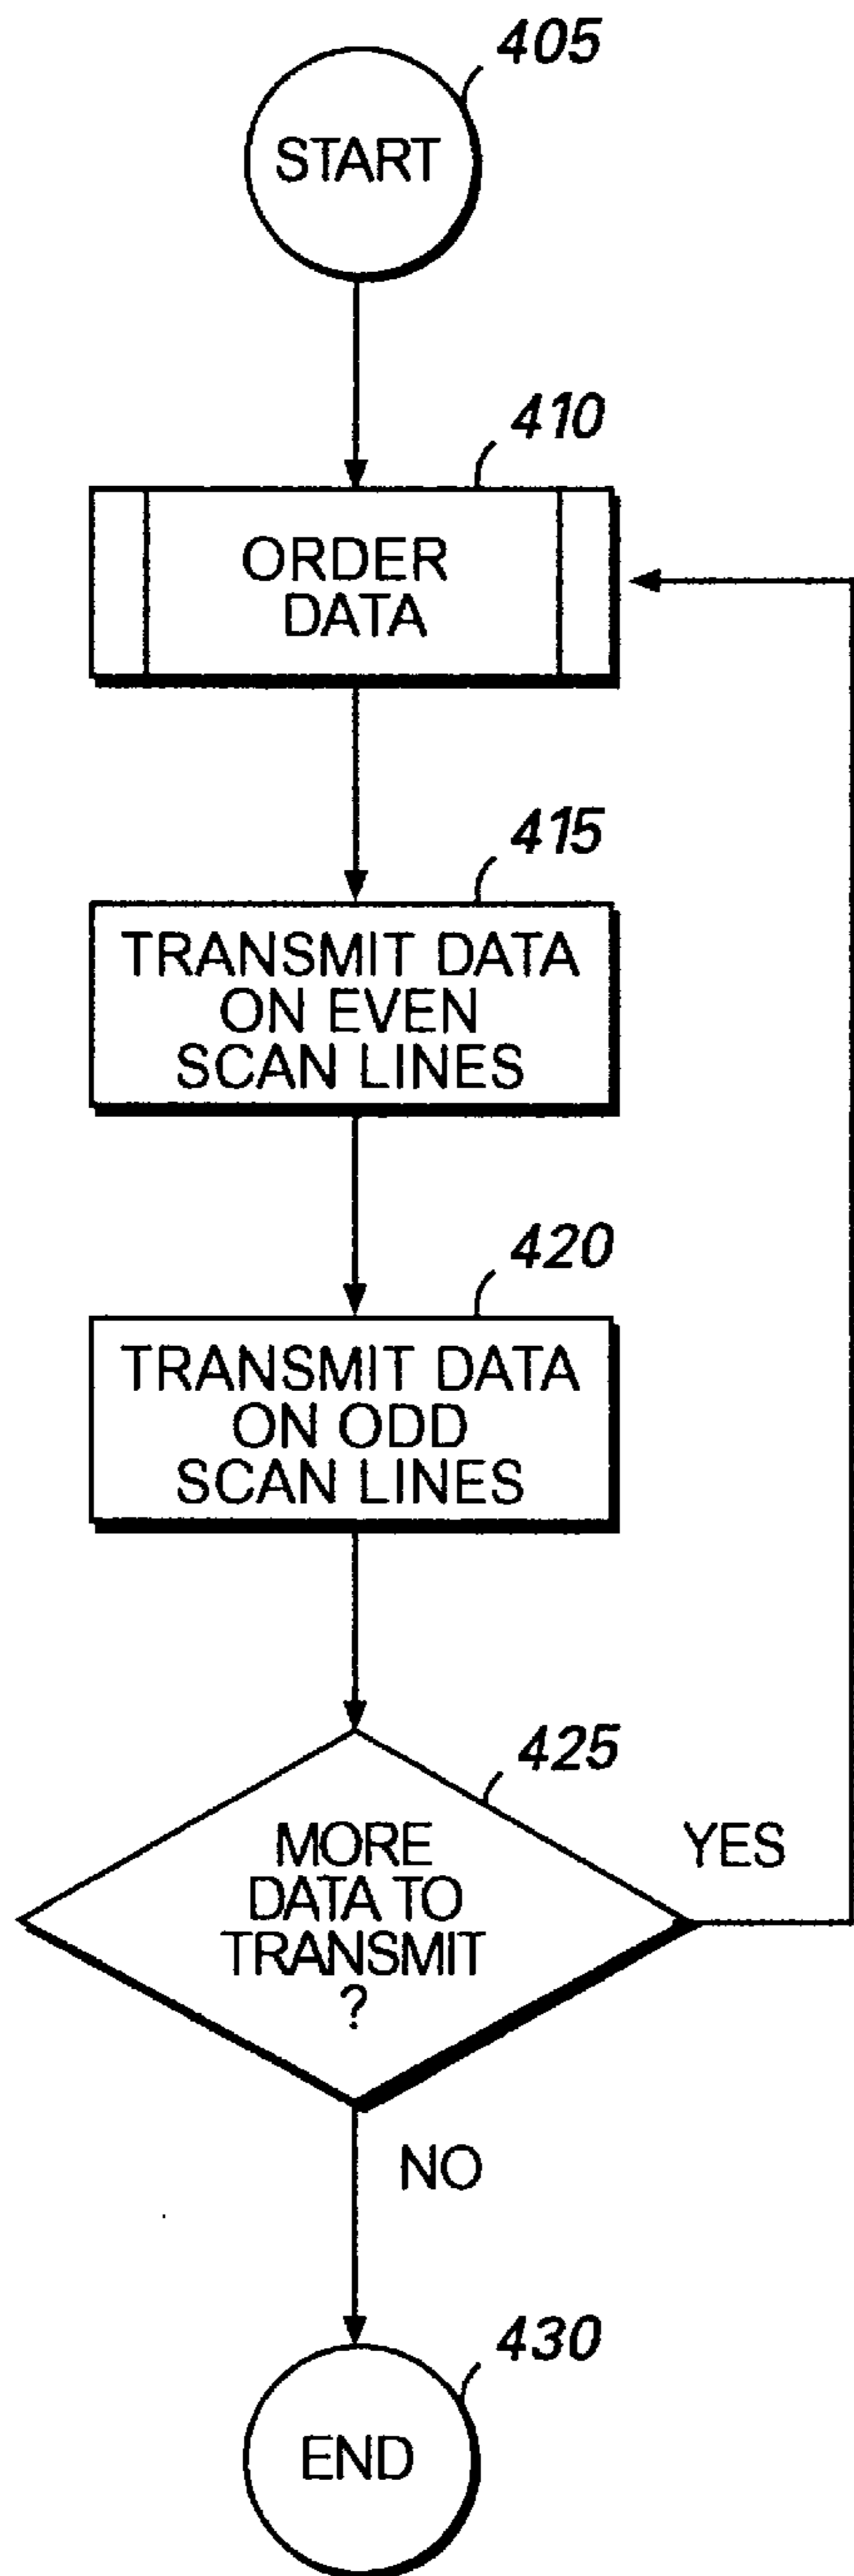 405
START
410
ORDER
DATA
415
TRANSMIT DATA
ON EVEN
SCAN LINES
420
TRANSMIT DATA
ON ODD
SCAN LINES
425
MORE
DATA TO
TRANSMIT
?
YES
NO
430
END